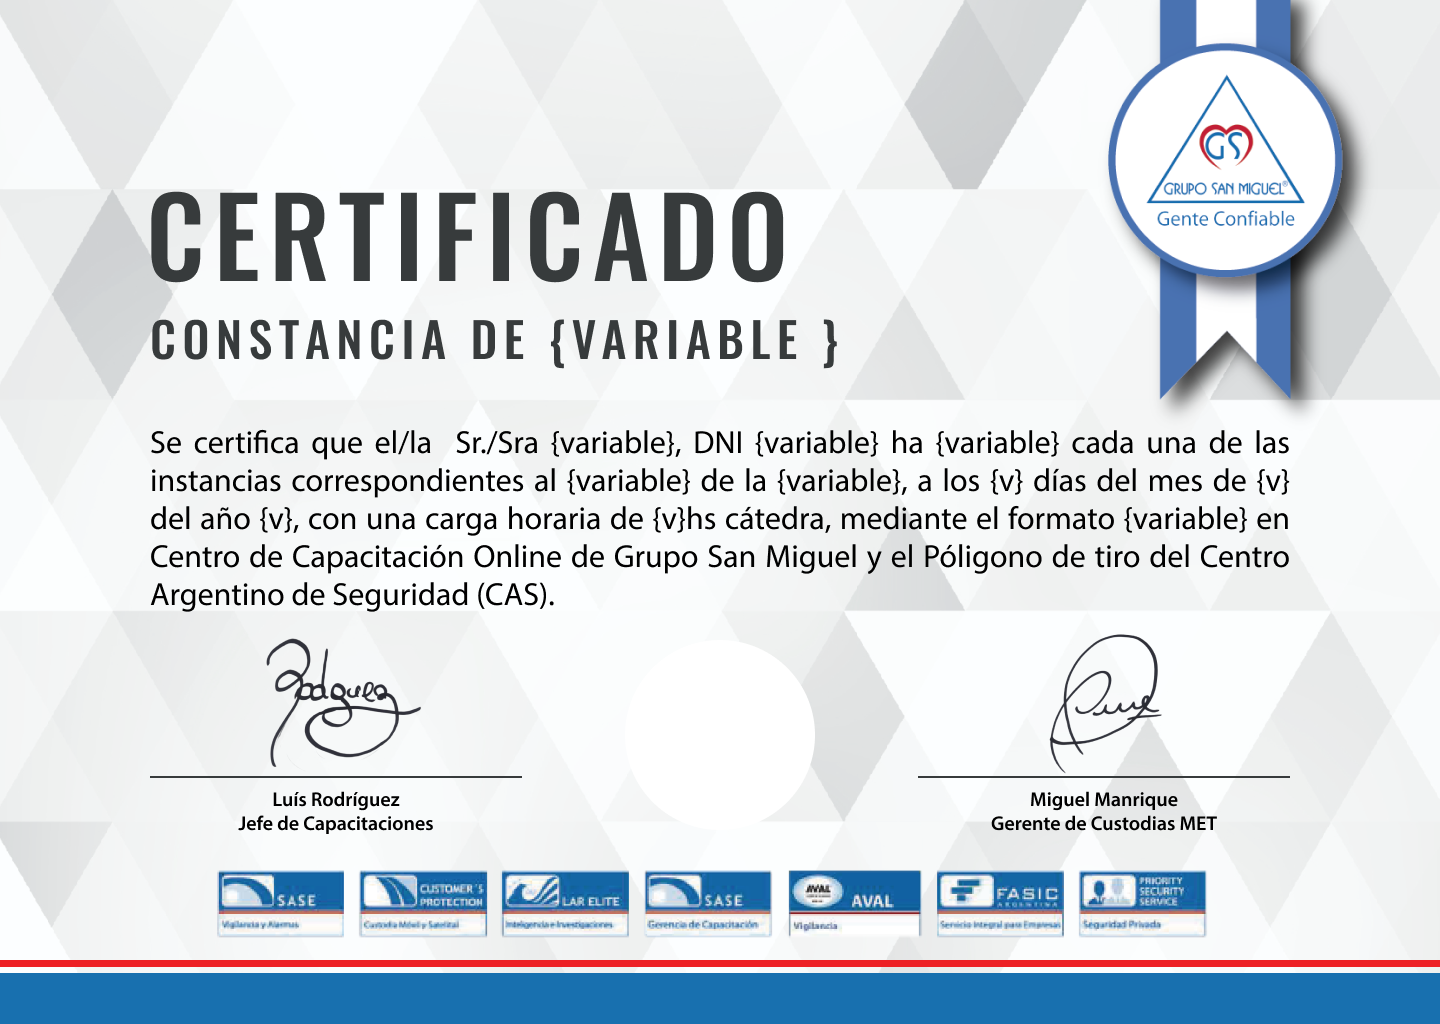 GS
GRUPO SAN MIGUEL®
Gente Confiable
CERTIFICADO
CONSTANCIA DE {VARIABLE }
Se certifica que el/la  Sr./Sra {variable}, DNI {variable} ha {variable} cada una de las
instancias correspondientes al {variable} de la {variable}, a los {v} días del mes de {v}
del año {v}, con una carga horaria de {v}hs cátedra, mediante el formato {variable} en
Centro de Capacitación Online de Grupo San Miguel y el Póligono de tiro del Centro
Argentino de Seguridad (CAS).
Luís Rodríguez
Jefe de Capacitaciones
Miguel Manrique
Gerente de Custodias MET
SASE
Vigilancia y Alarmas
CUSTOMER´S
PROTECTION
Custodia Móvil y Satelital
LAR ELITE
Inteligencia e Investigaciones
SASE
Gerencia de Capacitación
AVAL
AVAL
Vigilancia
FASIC
ARGENTINA
Servicio Integral para Empresas
PRIORITY
SECURITY
SERVICE
Seguridad Privada